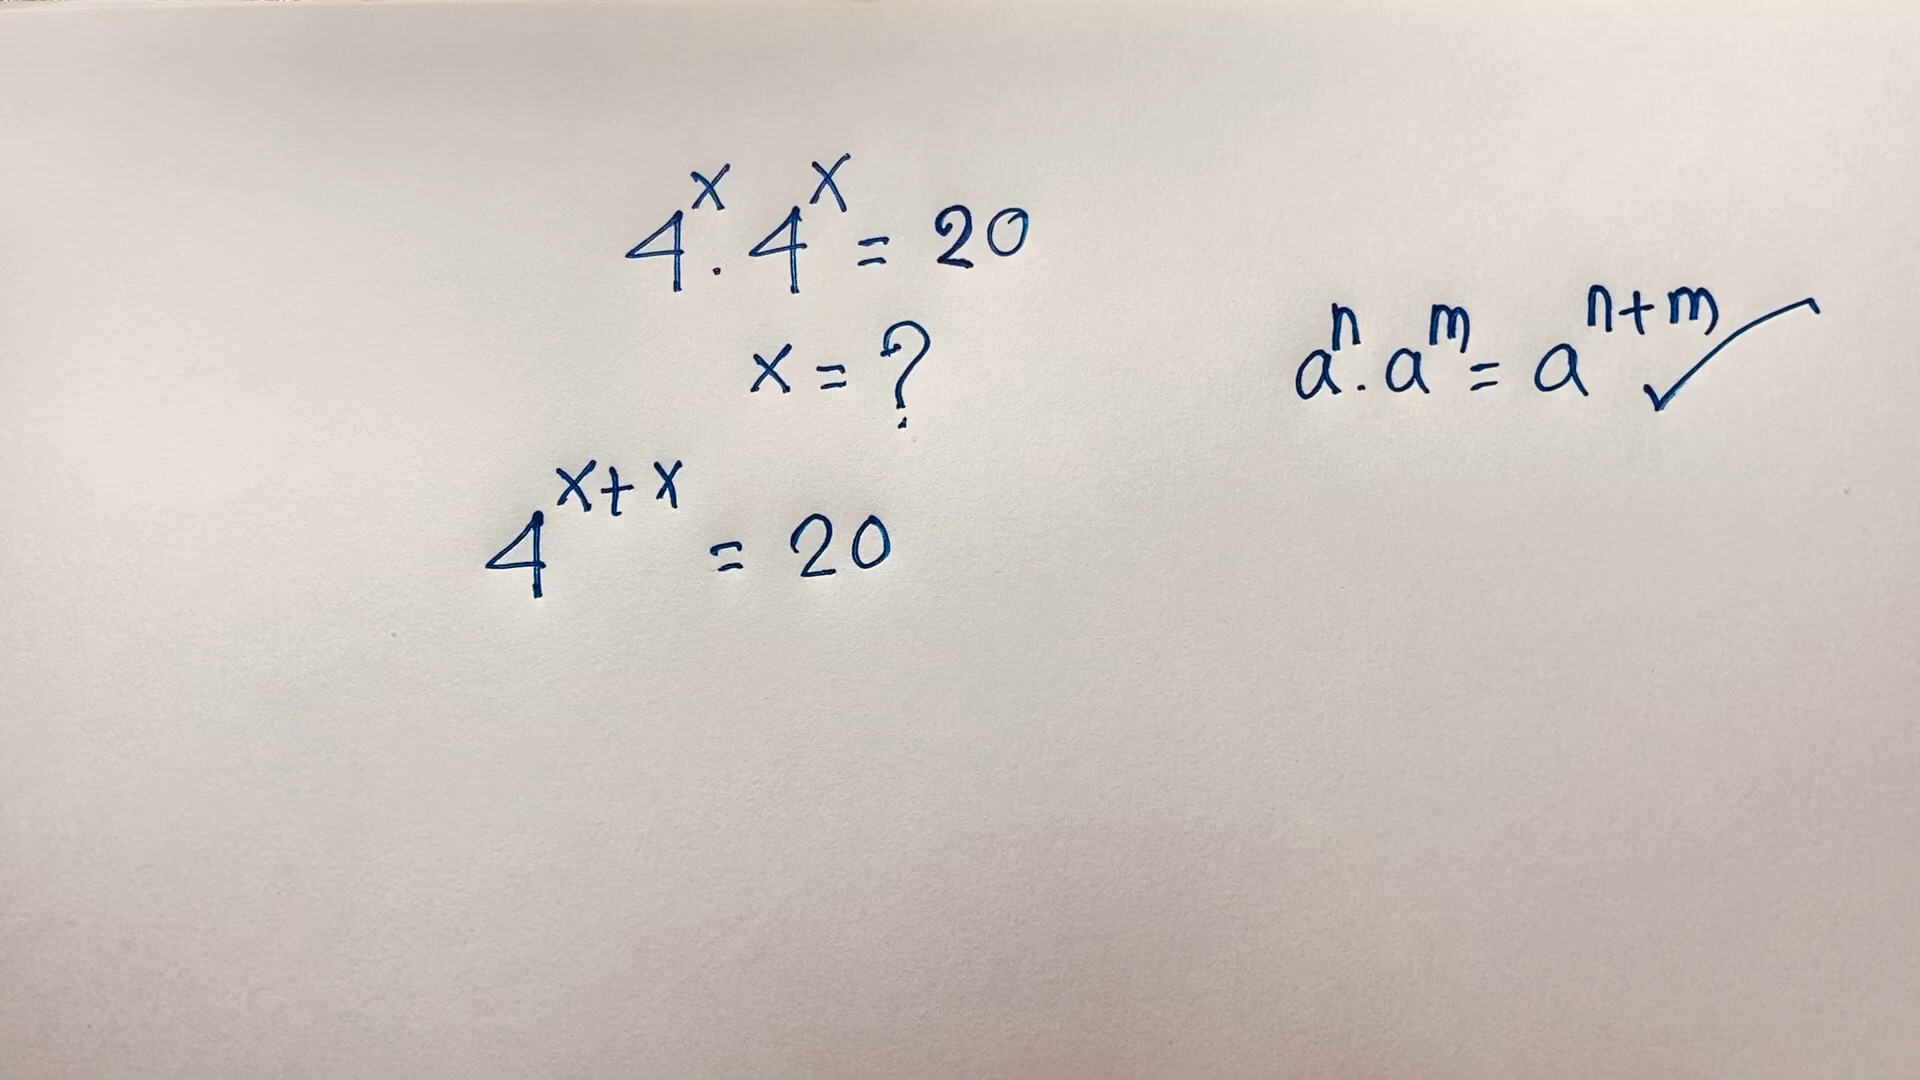 4^x . 4^x = 20
x = ?
a^n . a^m = a^{n+m} ✓
4^{x+x} = 20